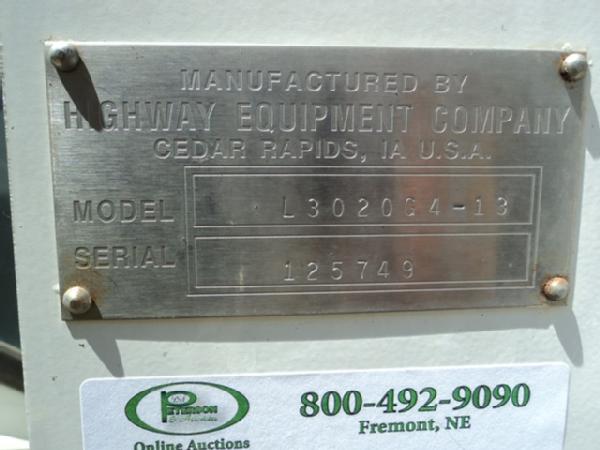 MANUFACTURED BY
HIGHWAY EQUIPMENT COMPANY
CEDAR RAPIDS, IA U.S.A.
MODEL L3020G4-13
SERIAL 125749
PETERSON
Online Auctions
800-492-9090
Fremont, NE